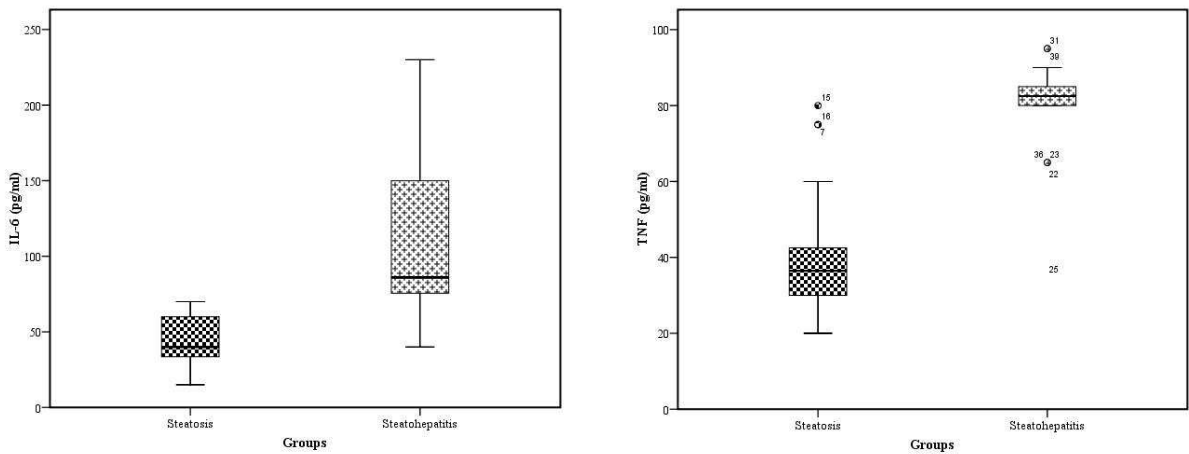 250
200
150
100
50
0
IL-6 (pg/ml)
Steatosis
Steatohepatitis
Groups
100
80
60
40
20
0
TNF (pg/ml)
15
16
7
31
39
36 23
22
25
Steatosis
Steatohepatitis
Groups